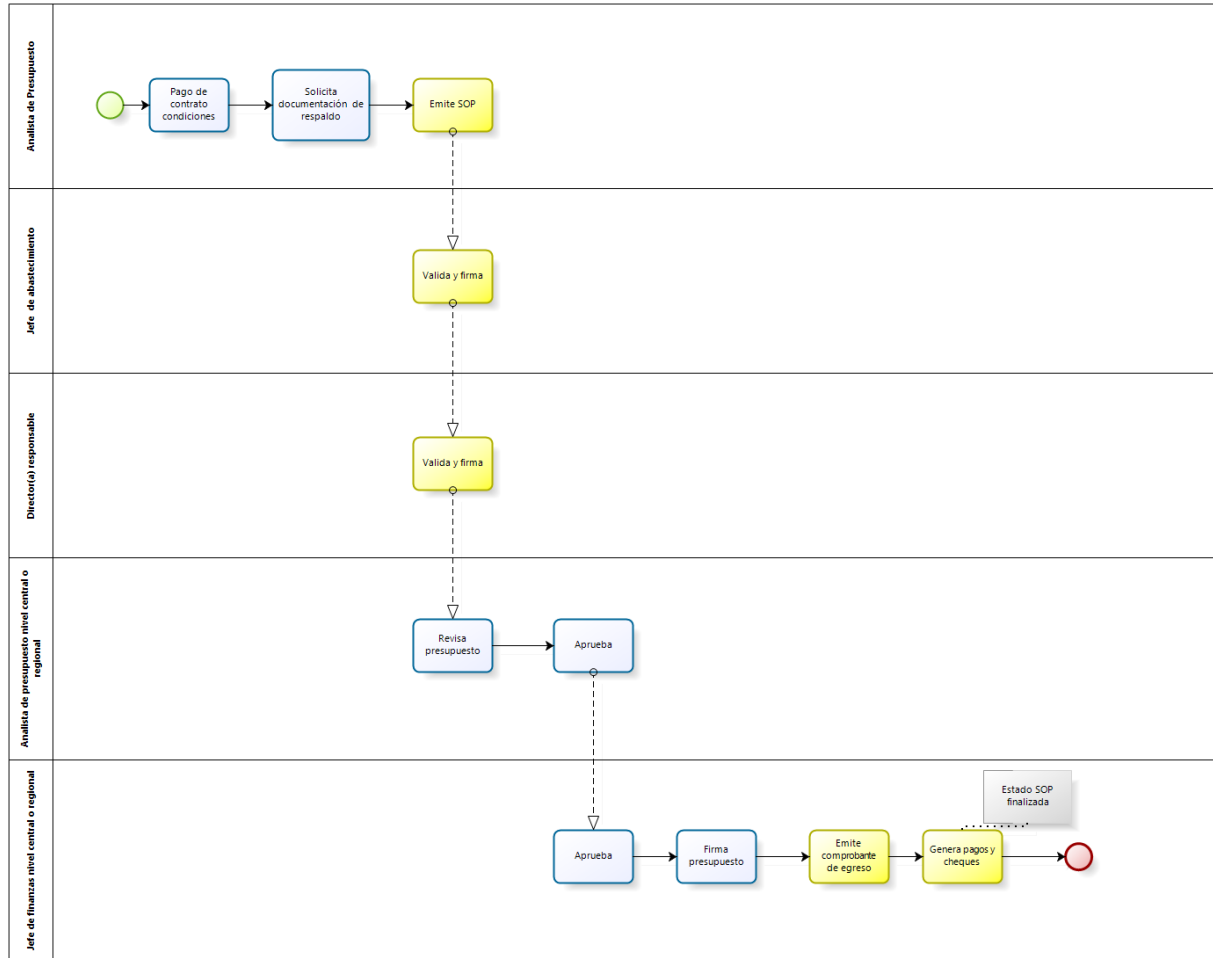 Analista de Presupuesto
Pago de
contrato
condiciones
Solicita
documentación de
respaldo
Emite SOP
Jefe de abastecimiento
Valida y firma
Director(a) responsable
Valida y firma
Analista de presupuesto nivel central o
regional
Revisa
presupuesto
Aprueba
Jefe de finanzas nivel central o regional
Aprueba
Firma
presupuesto
Emite
comprobante
de egreso
Genera pagos y
cheques
Estado SOP
finalizada